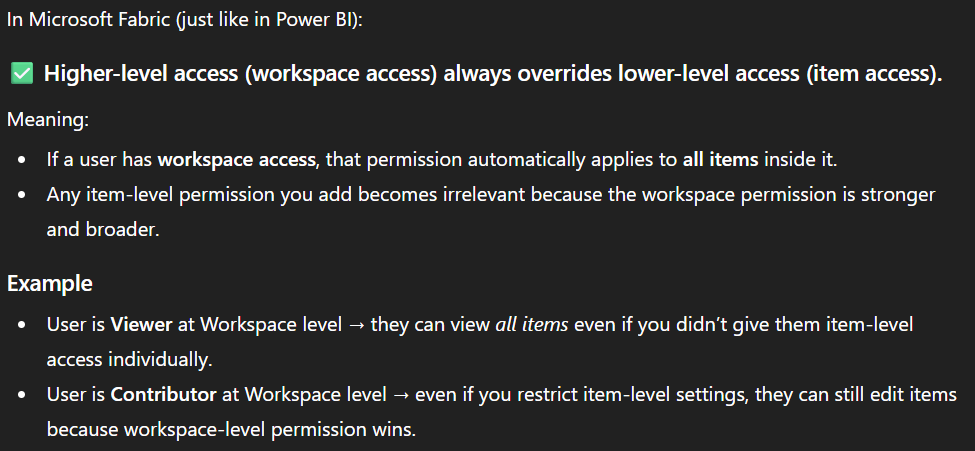 In Microsoft Fabric (just like in Power BI):
✅ Higher-level access (workspace access) always overrides lower-level access (item access).
Meaning:
• If a user has workspace access, that permission automatically applies to all items inside it.
• Any item-level permission you add becomes irrelevant because the workspace permission is stronger
and broader.
Example
• User is Viewer at Workspace level → they can view all items even if you didn't give them item-level
access individually.
• User is Contributor at Workspace level → even if you restrict item-level settings, they can still edit items
because workspace-level permission wins.